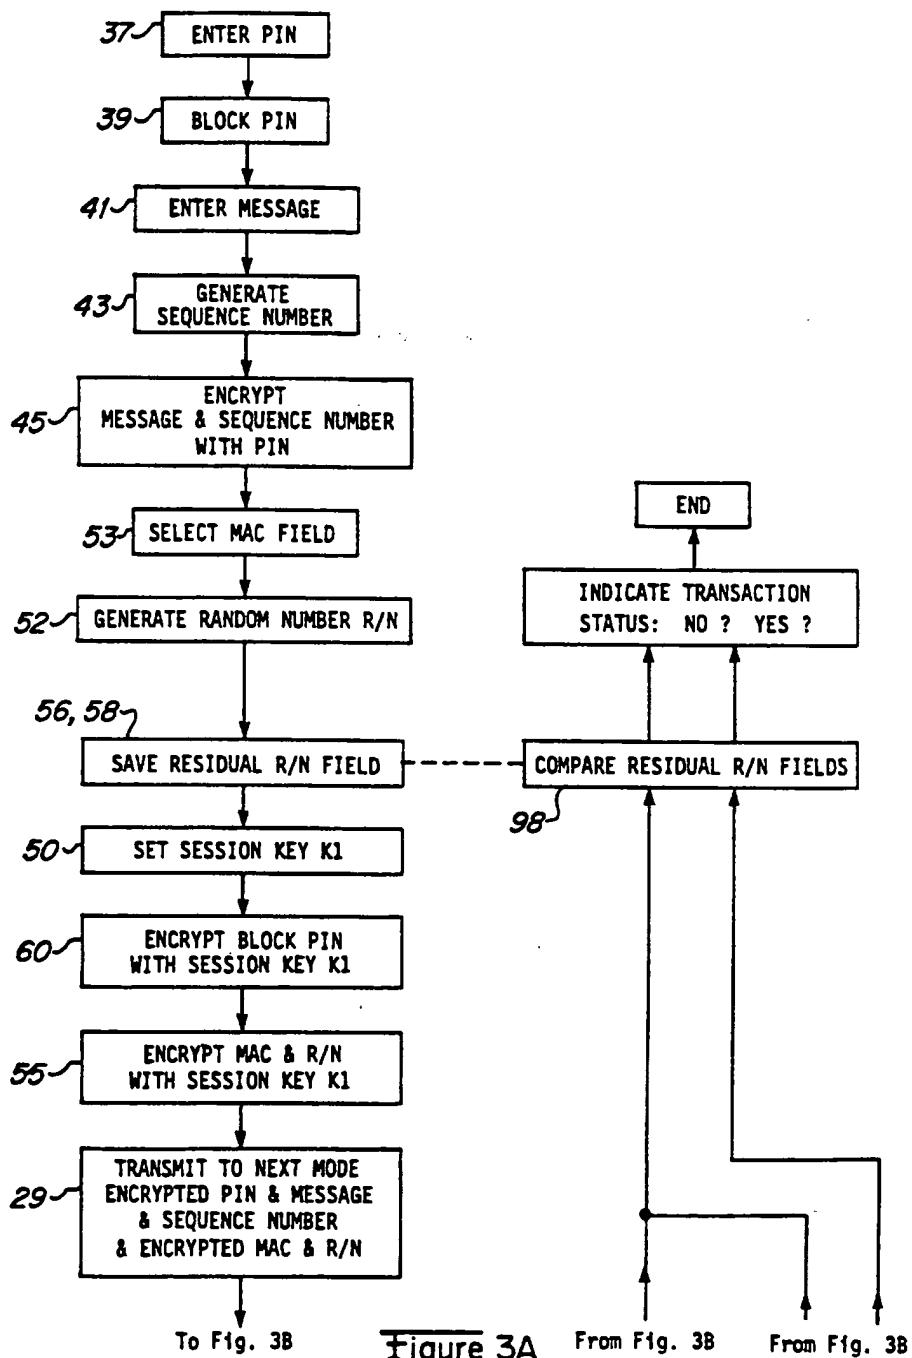 37
ENTER PIN
39
BLOCK PIN
41
ENTER MESSAGE
43
GENERATE
SEQUENCE NUMBER
45
ENCRYPT
MESSAGE & SEQUENCE NUMBER
WITH PIN
53
SELECT MAC FIELD
52
GENERATE RANDOM NUMBER R/N
56, 58
SAVE RESIDUAL R/N FIELD
50
SET SESSION KEY K1
60
ENCRYPT BLOCK PIN
WITH SESSION KEY K1
55
ENCRYPT MAC & R/N
WITH SESSION KEY K1
29
TRANSMIT TO NEXT MODE
ENCRYPTED PIN & MESSAGE
& SEQUENCE NUMBER
& ENCRYPTED MAC & R/N
To Fig. 3B
END
INDICATE TRANSACTION
STATUS: NO ? YES ?
COMPARE RESIDUAL R/N FIELDS
98
From Fig. 3B
From Fig. 3B
Figure 3A